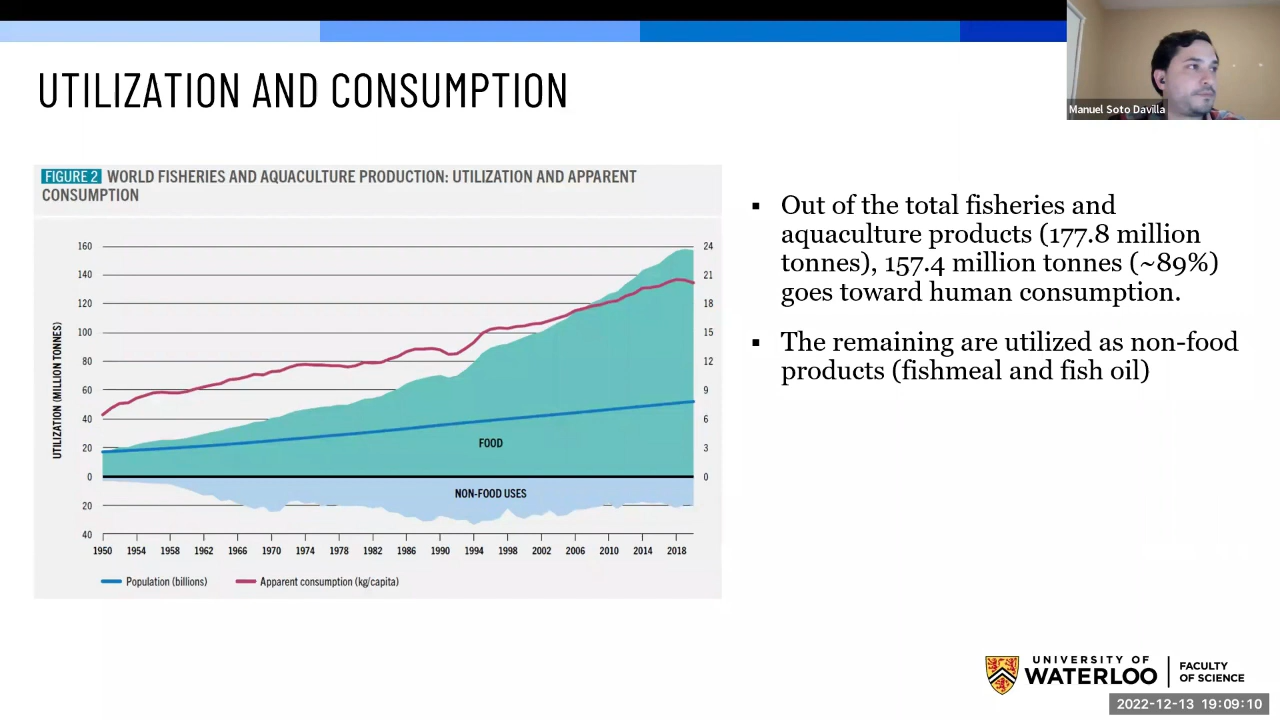 UTILIZATION AND CONSUMPTION
Manuel Soto Davilla
FIGURE 2 WORLD FISHERIES AND AQUACULTURE PRODUCTION: UTILIZATION AND APPARENT
CONSUMPTION
UTILIZATION (MILLION TONNES)
160
140
120
100
80
60
40
20
0
20
40
24
21
18
15
12
9
6
3
0
FOOD
NON-FOOD USES
1950 1954 1958 1962 1966 1970 1974 1978 1982 1986 1990 1994 1998 2002 2006 2010 2014 2018
Population (billions) Apparent consumption (kg/capita)
▪ Out of the total fisheries and
aquaculture products (177.8 million
tonnes), 157.4 million tonnes (~89%)
goes toward human consumption.
▪ The remaining are utilized as non-food
products (fishmeal and fish oil)
UNIVERSITY OF
WATERLOO
FACULTY
OF SCIENCE
2022-12-13 19:09:10